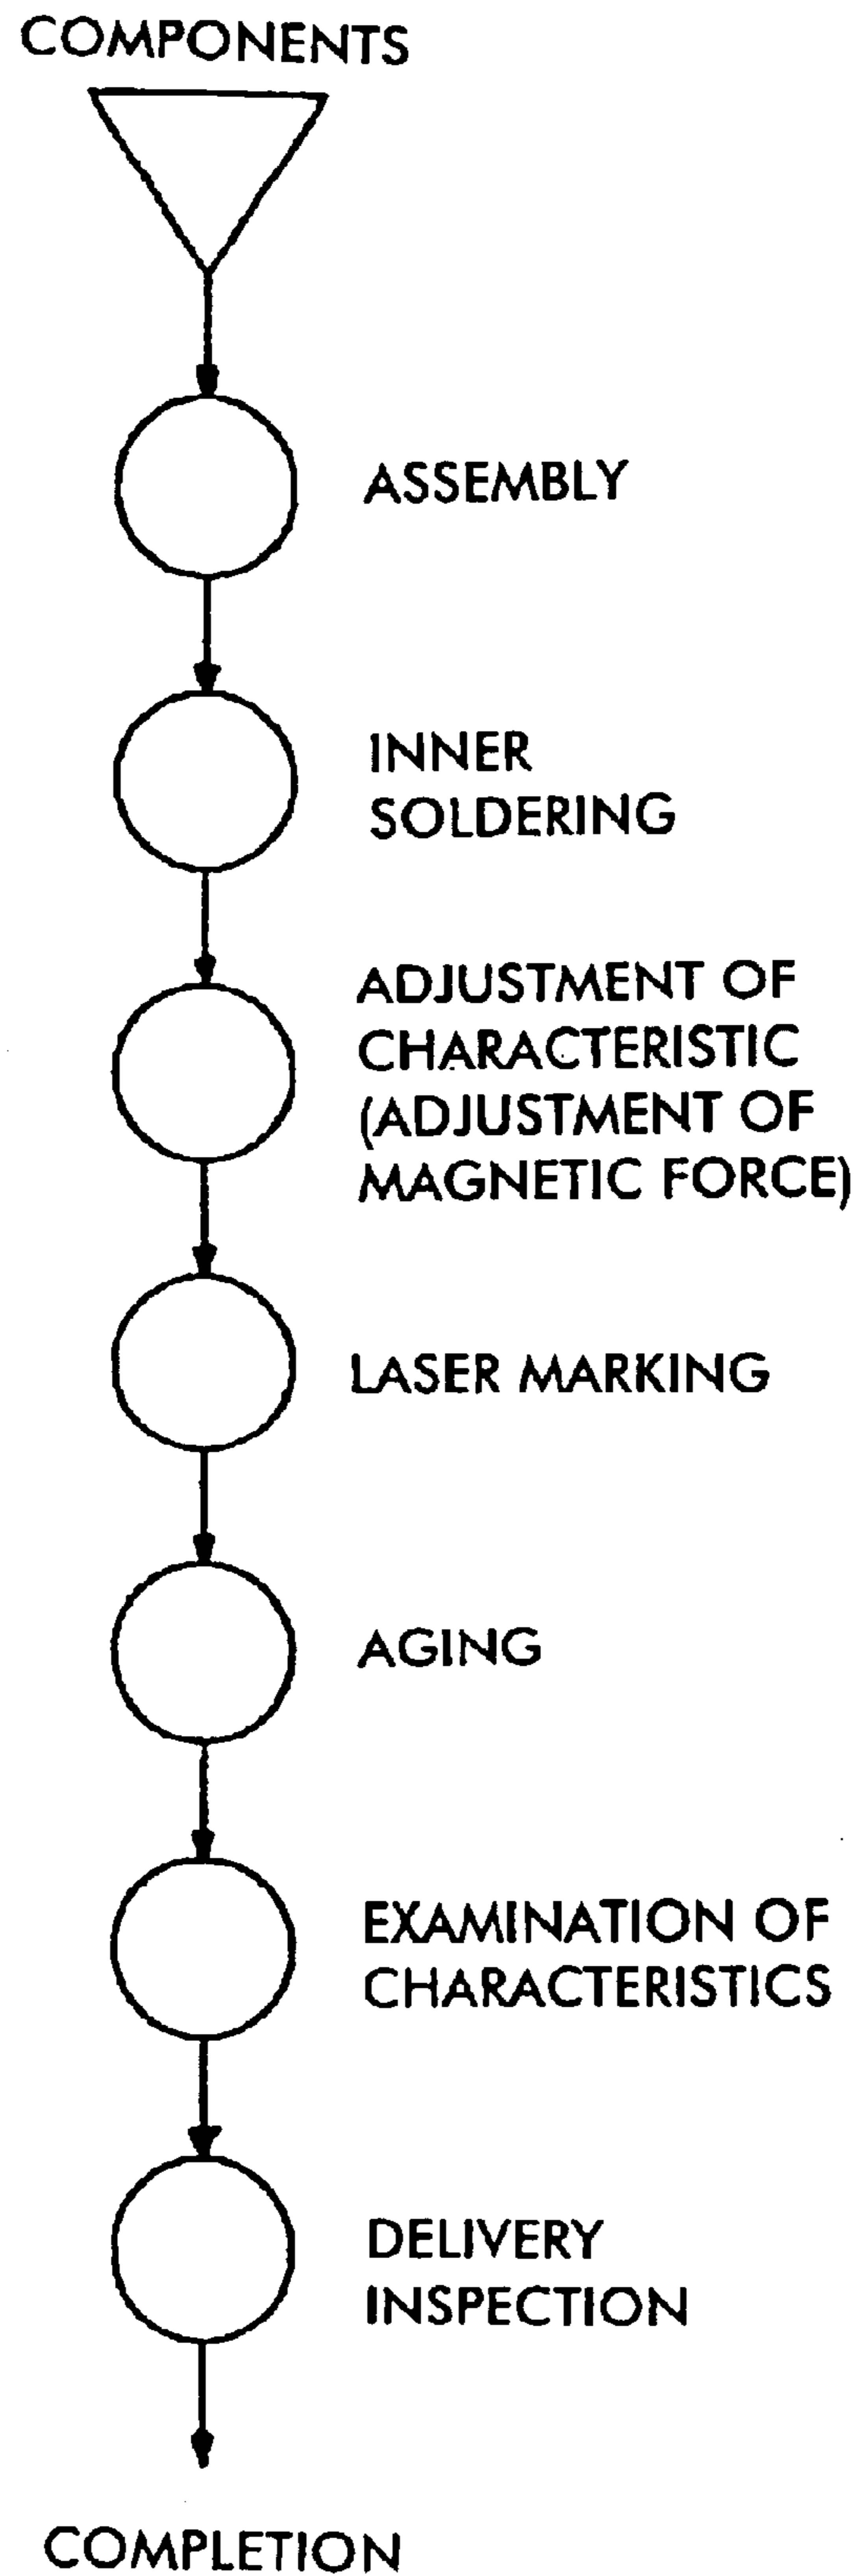 COMPONENTS
ASSEMBLY
INNER
SOLDERING
ADJUSTMENT OF
CHARACTERISTIC
(ADJUSTMENT OF
MAGNETIC FORCE)
LASER MARKING
AGING
EXAMINATION OF
CHARACTERISTICS
DELIVERY
INSPECTION
COMPLETION